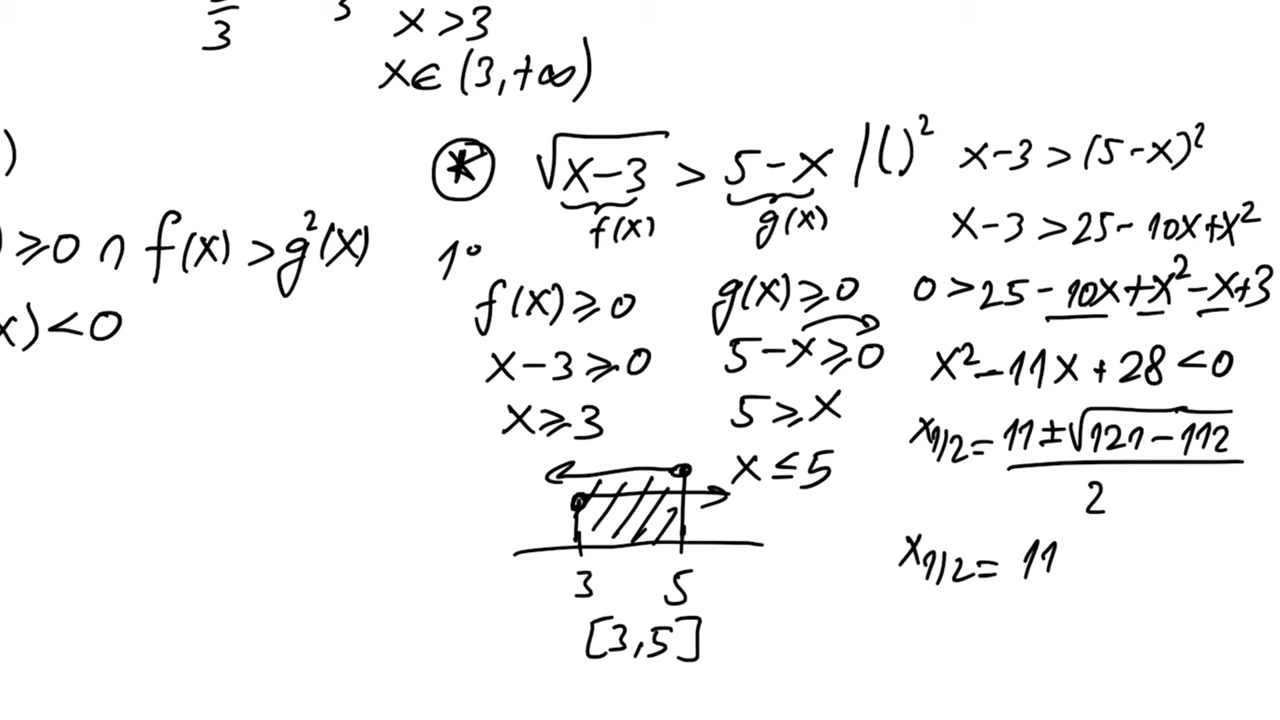 3
3
x > 3
x ∈ (3, +∞)
)
⩾0 ∩ f(x) > g²(x)
x) < 0
* √(x-3) > 5-x /()²
f(x) g(x)
1°
f(x) ⩾ 0
x-3 ⩾ 0
x ⩾ 3
g(x) ⩾ 0
5-x ⩾ 0
5 ⩾ x
x ≤ 5
3 5
[3,5]
x-3 > (5-x)²
x-3 > 25-10x+x²
0 > 25-10x+x²-x+3
x²-11x+28 < 0
x1/2 = 11±√121-112
2
x1/2 = 11